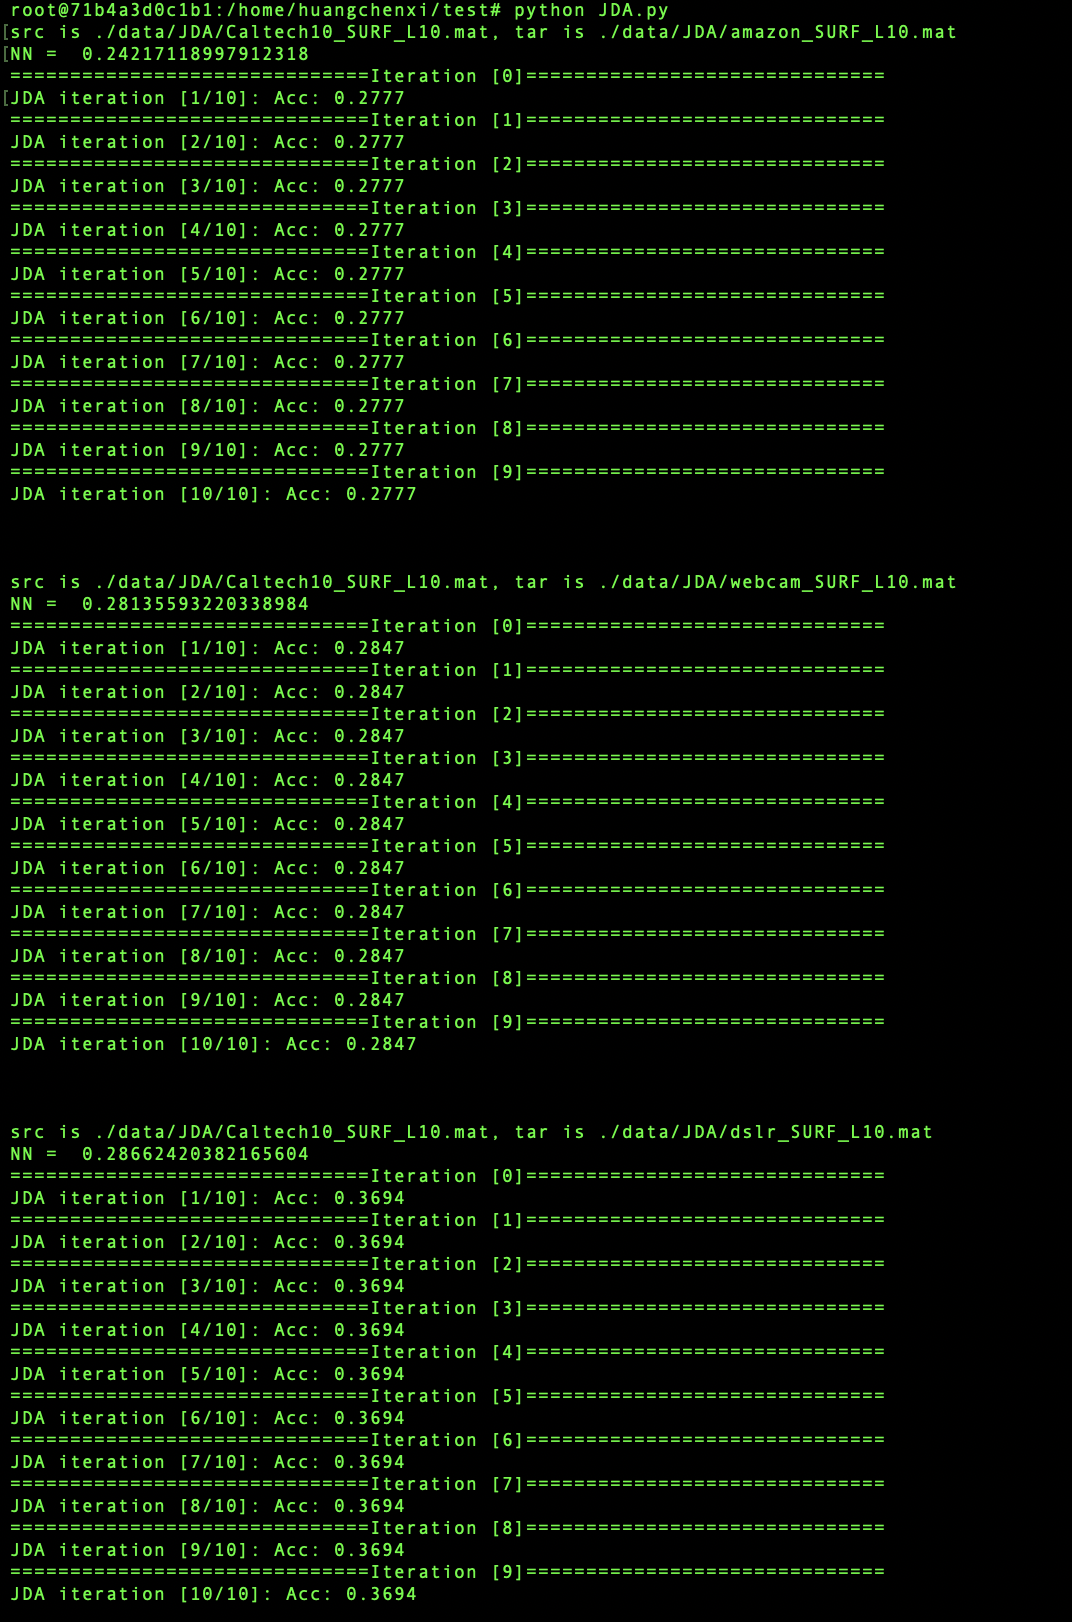 root@71b4a3d0c1b1:/home/huangchenxi/test# python JDA.py
[src is ./data/JDA/Caltech10_SURF_L10.mat, tar is ./data/JDA/amazon_SURF_L10.mat
[NN =  0.24217118997912318
==============================Iteration [0]==============================
[JDA iteration [1/10]: Acc: 0.2777
==============================Iteration [1]==============================
JDA iteration [2/10]: Acc: 0.2777
==============================Iteration [2]==============================
JDA iteration [3/10]: Acc: 0.2777
==============================Iteration [3]==============================
JDA iteration [4/10]: Acc: 0.2777
==============================Iteration [4]==============================
JDA iteration [5/10]: Acc: 0.2777
==============================Iteration [5]==============================
JDA iteration [6/10]: Acc: 0.2777
==============================Iteration [6]==============================
JDA iteration [7/10]: Acc: 0.2777
==============================Iteration [7]==============================
JDA iteration [8/10]: Acc: 0.2777
==============================Iteration [8]==============================
JDA iteration [9/10]: Acc: 0.2777
==============================Iteration [9]==============================
JDA iteration [10/10]: Acc: 0.2777
src is ./data/JDA/Caltech10_SURF_L10.mat, tar is ./data/JDA/webcam_SURF_L10.mat
NN =  0.28135593220338984
==============================Iteration [0]==============================
JDA iteration [1/10]: Acc: 0.2847
==============================Iteration [1]==============================
JDA iteration [2/10]: Acc: 0.2847
==============================Iteration [2]==============================
JDA iteration [3/10]: Acc: 0.2847
==============================Iteration [3]==============================
JDA iteration [4/10]: Acc: 0.2847
==============================Iteration [4]==============================
JDA iteration [5/10]: Acc: 0.2847
==============================Iteration [5]==============================
JDA iteration [6/10]: Acc: 0.2847
==============================Iteration [6]==============================
JDA iteration [7/10]: Acc: 0.2847
==============================Iteration [7]==============================
JDA iteration [8/10]: Acc: 0.2847
==============================Iteration [8]==============================
JDA iteration [9/10]: Acc: 0.2847
==============================Iteration [9]==============================
JDA iteration [10/10]: Acc: 0.2847
src is ./data/JDA/Caltech10_SURF_L10.mat, tar is ./data/JDA/dslr_SURF_L10.mat
NN =  0.28662420382165604
==============================Iteration [0]==============================
JDA iteration [1/10]: Acc: 0.3694
==============================Iteration [1]==============================
JDA iteration [2/10]: Acc: 0.3694
==============================Iteration [2]==============================
JDA iteration [3/10]: Acc: 0.3694
==============================Iteration [3]==============================
JDA iteration [4/10]: Acc: 0.3694
==============================Iteration [4]==============================
JDA iteration [5/10]: Acc: 0.3694
==============================Iteration [5]==============================
JDA iteration [6/10]: Acc: 0.3694
==============================Iteration [6]==============================
JDA iteration [7/10]: Acc: 0.3694
==============================Iteration [7]==============================
JDA iteration [8/10]: Acc: 0.3694
==============================Iteration [8]==============================
JDA iteration [9/10]: Acc: 0.3694
==============================Iteration [9]==============================
JDA iteration [10/10]: Acc: 0.3694